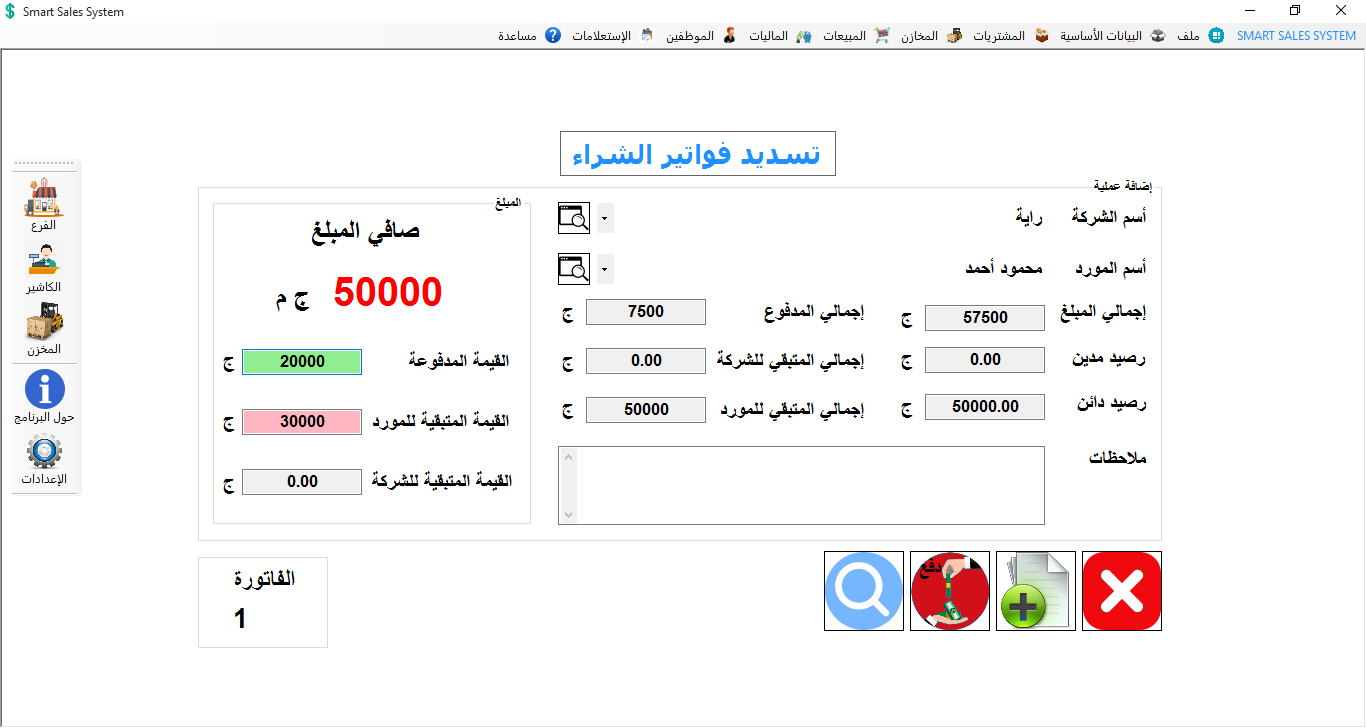 Smart Sales System
SMART SALES SYSTEM ملف البيانات الأساسية المشتريات المخازن المبيعات الماليات الموظفين الإستعلامات مساعدة
تسديد فواتير الشراء
إضافة عملية
أسم الشركة راية
أسم المورد محمود أحمد
إجمالي المبلغ 57500 ج
إجمالي المدفوع 7500 ج
رصيد مدين 0.00 ج
إجمالي المتبقي للشركة 0.00 ج
رصيد دائن 50000.00 ج
إجمالي المتبقي للمورد 50000 ج
ملاحظات
المبلغ
صافي المبلغ
50000 ج م
القيمة المدفوعة 20000 ج
القيمة المتبقية للمورد 30000 ج
القيمة المتبقية للشركة 0.00 ج
دفع
الفاتورة
1
الفرع
الكاشير
المخزن
حول البرنامج
الإعدادات